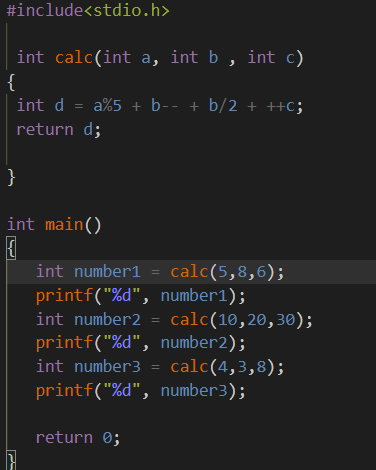 #include<stdio.h>
int calc(int a, int b , int c)
{
int d = a%5 + b-- + b/2 + ++c;
return d;
}
int main()
{
int number1 = calc(5,8,6);
printf("%d", number1);
int number2 = calc(10,20,30);
printf("%d", number2);
int number3 = calc(4,3,8);
printf("%d", number3);
return 0;
}